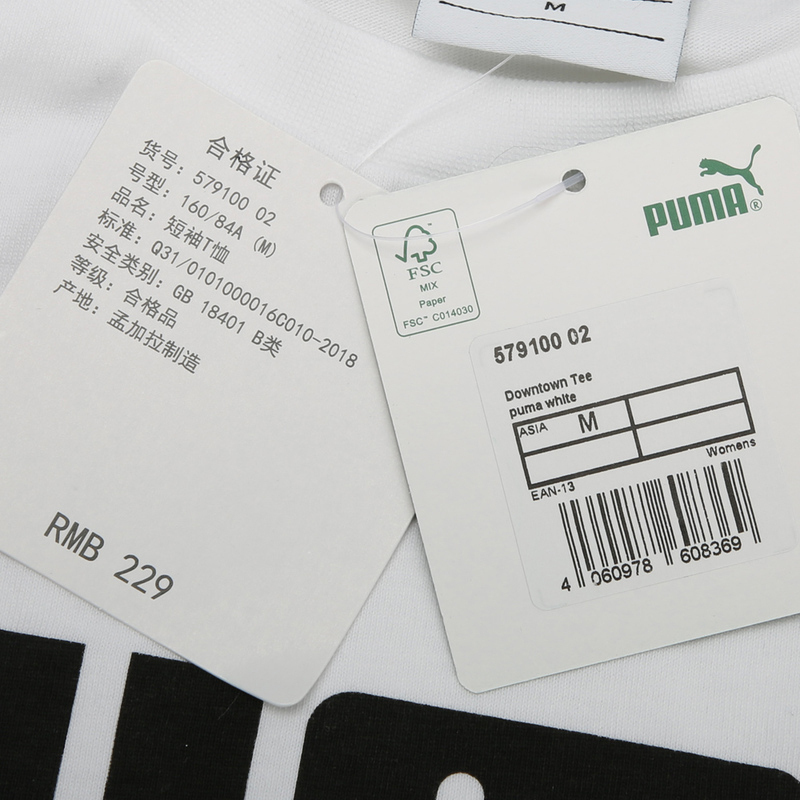 M
合格证
货号: 579100 02
号型: 160/84A (M)
品名: 短袖T恤
标准: Q31/0101000016C010-2018
安全类别: GB 18401 B类
等级: 合格品
产地: 孟加拉制造
RMB 229
PUMA®
FSC
MIX
Paper
FSC™ C014030
579100 02
Downtown Tee
puma white
ASIA M
Womens
EAN-13
4 060978 608369